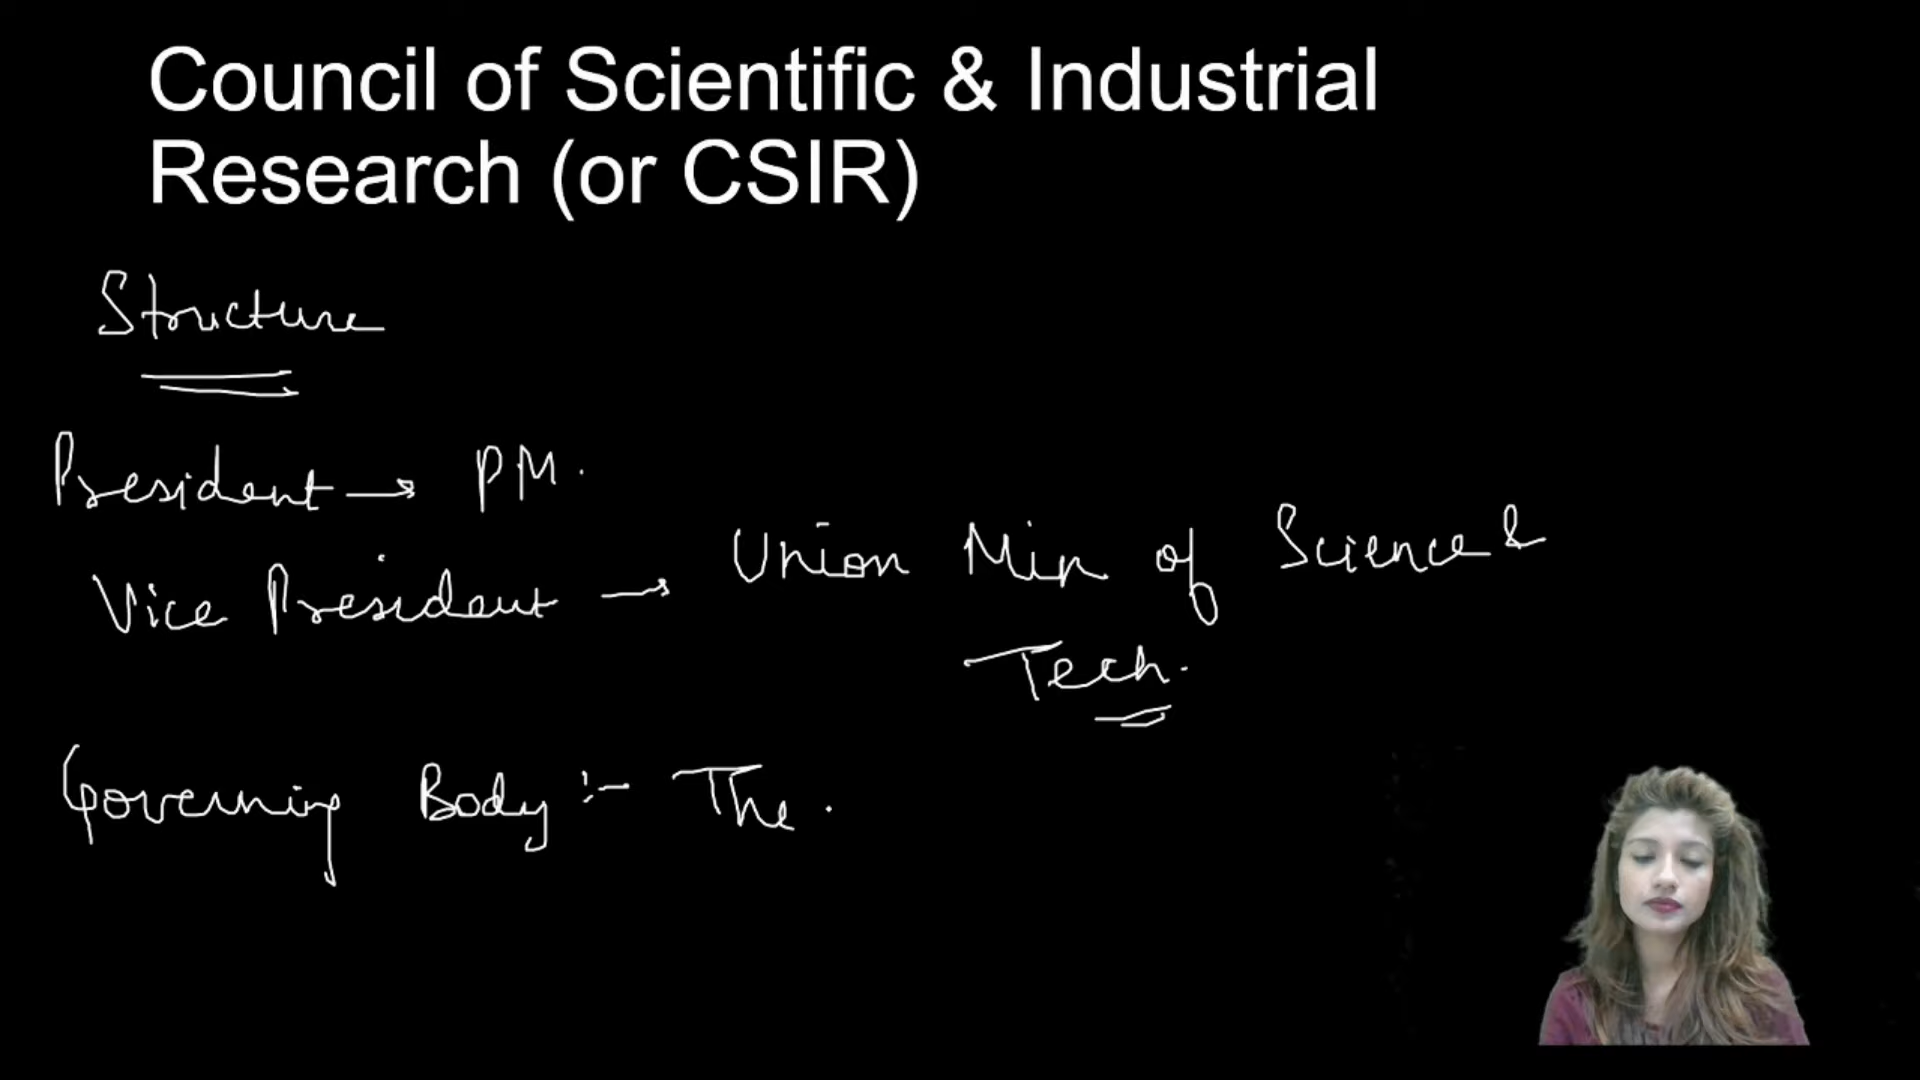 Council of Scientific & Industrial
Research (or CSIR)
Structure
President → PM.
Vice President → Union Min of Science &
Tech.
Governing Body :- The.